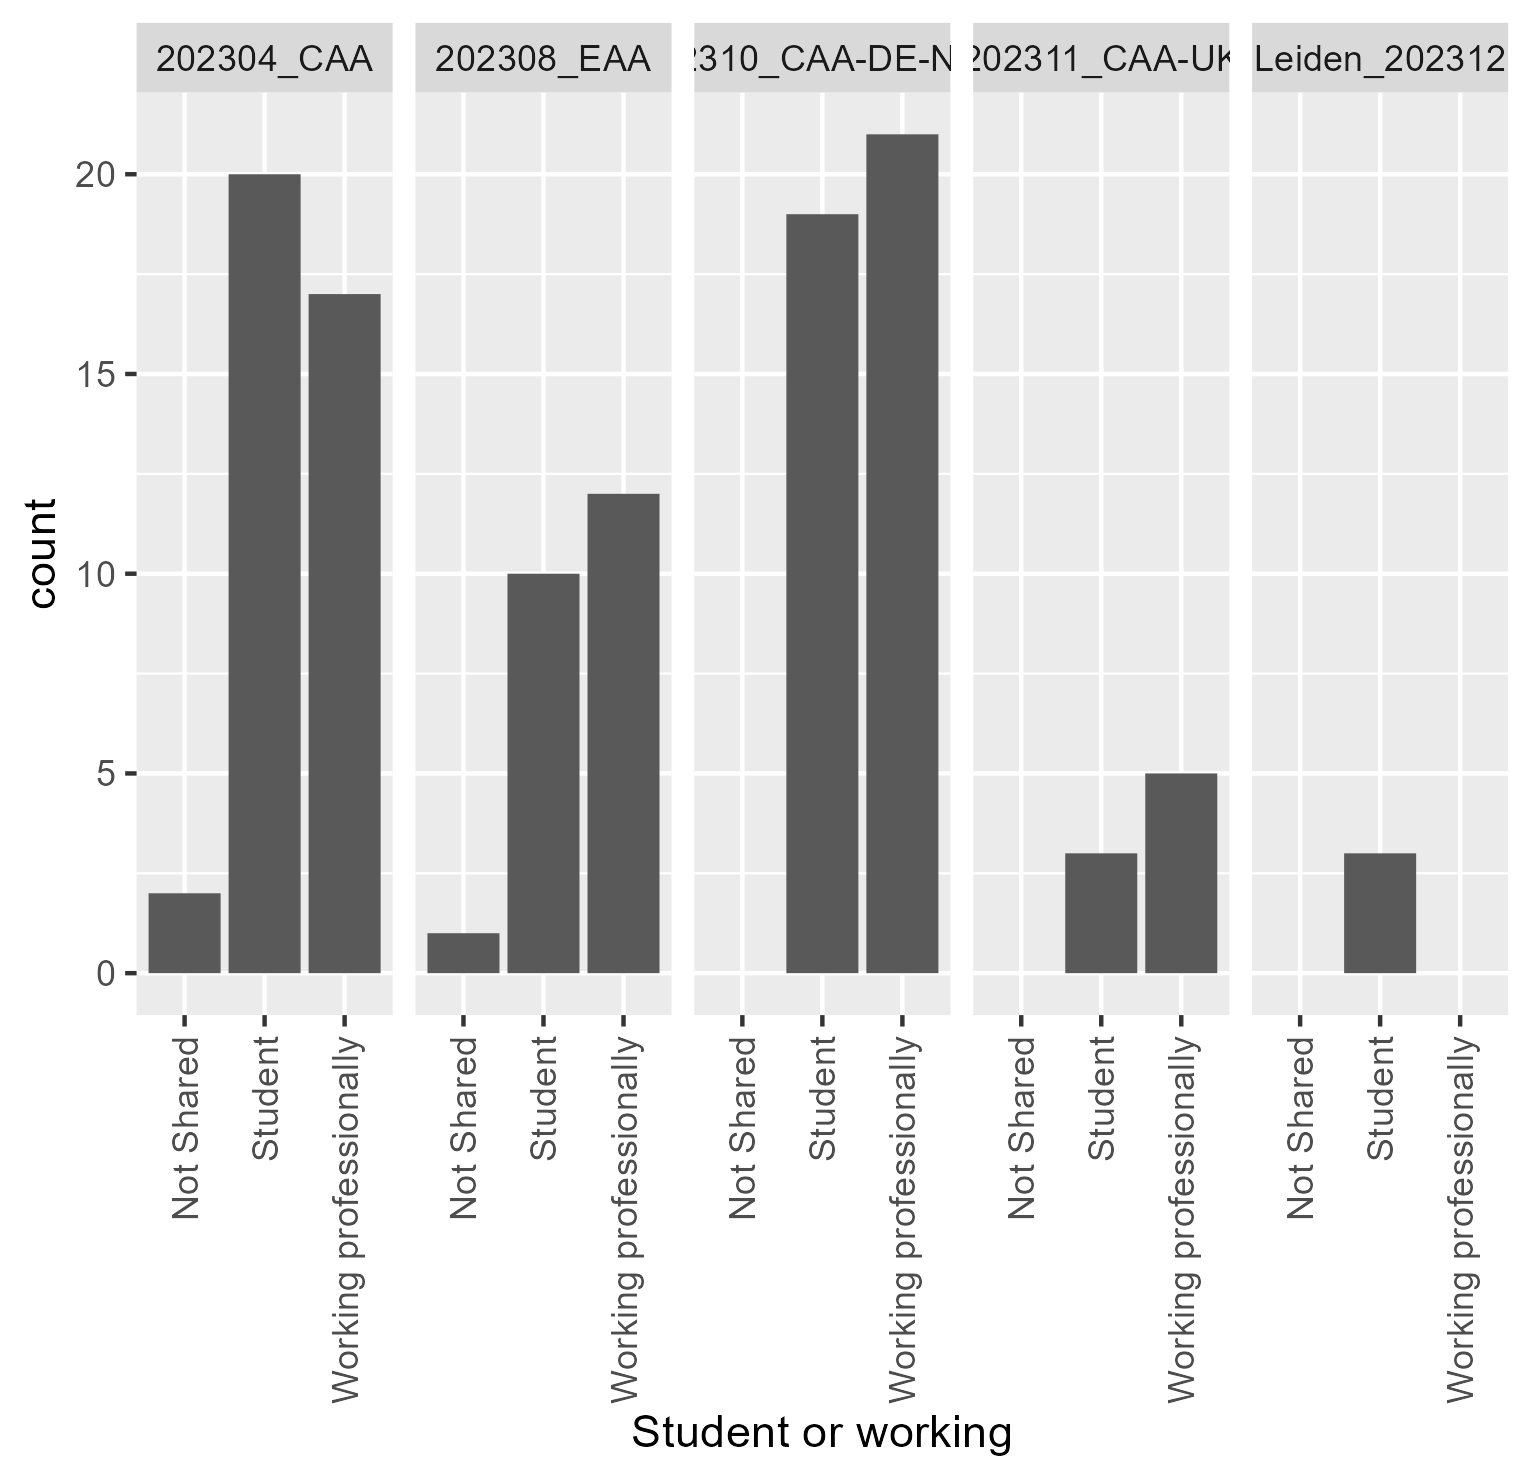 202304_CAA
202308_EAA
2310_CAA-DE-N
202311_CAA-UK
Leiden_202312
count
20
15
10
5
0
Not Shared
Student
Working professionally
Not Shared
Student
Working professionally
Not Shared
Student
Working professionally
Not Shared
Student
Working professionally
Not Shared
Student
Working professionally
Student or working